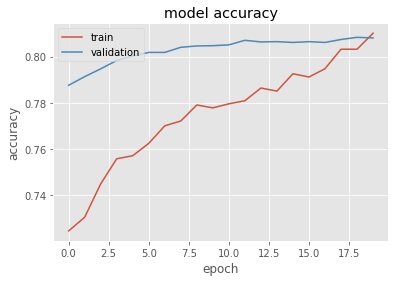 model accuracy
train
validation
accuracy
0.80
0.78
0.76
0.74
0.0 2.5 5.0 7.5 10.0 12.5 15.0 17.5
epoch